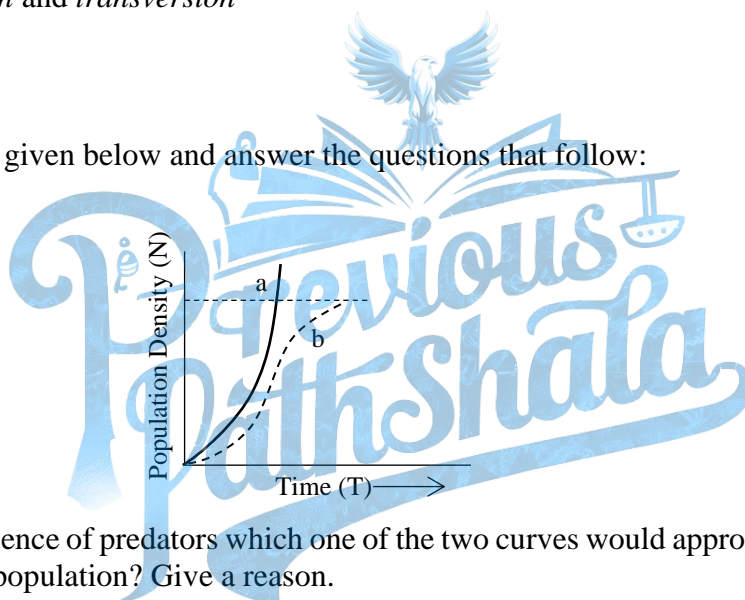 and transversion
given below and answer the questions that follow:
Previous
PathShala
Population Density (N)
a
b
Time (T)
ence of predators which one of the two curves would appro
population? Give a reason.